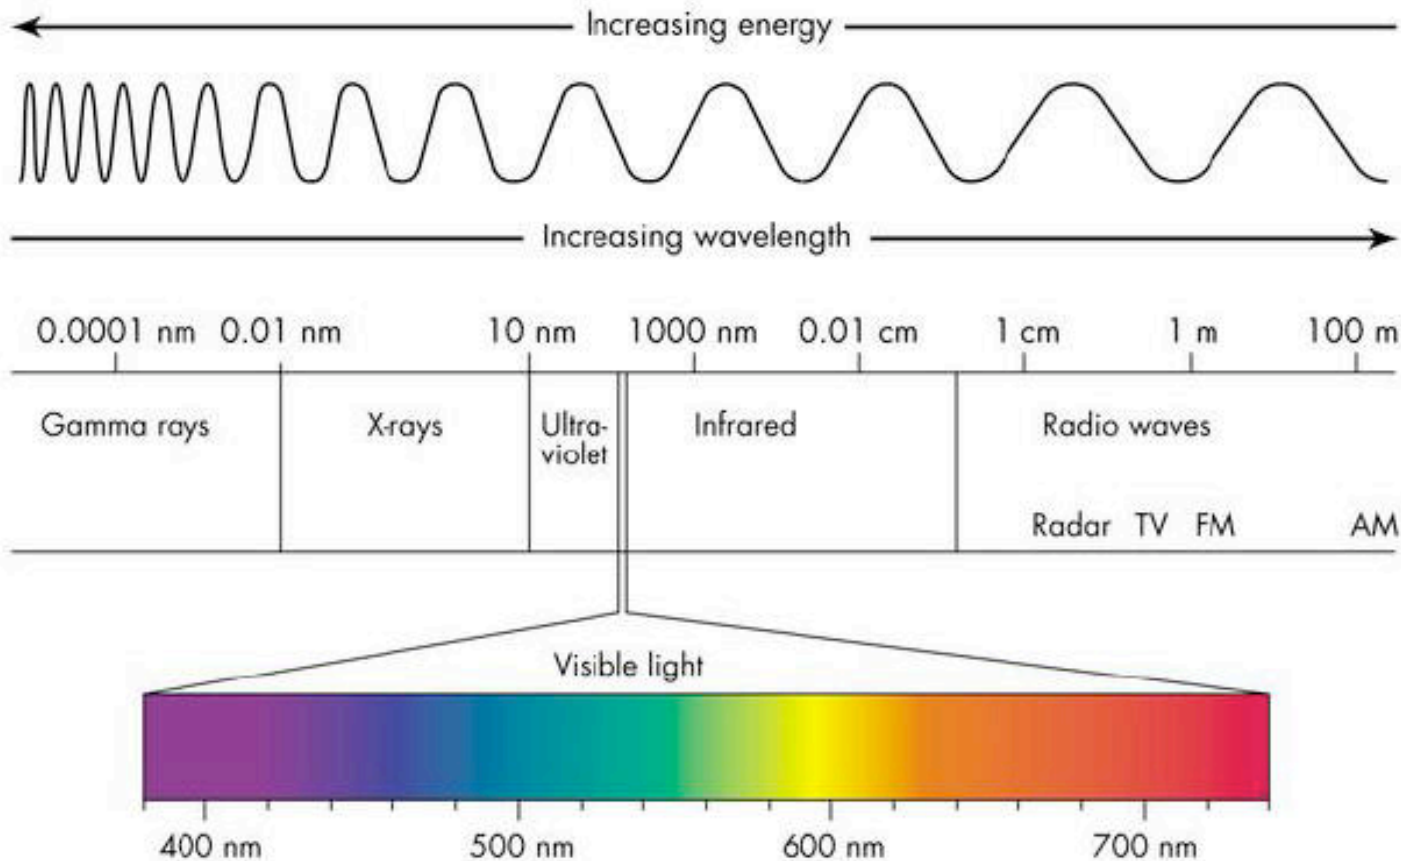 Increasing energy
Increasing wavelength
0.0001 nm 0.01 nm 10 nm 1000 nm 0.01 cm 1 cm 1 m 100 m
Gamma rays X-rays Ultra- Infrared Radio waves
violet
Radar TV FM AM
Visible light
400 nm 500 nm 600 nm 700 nm